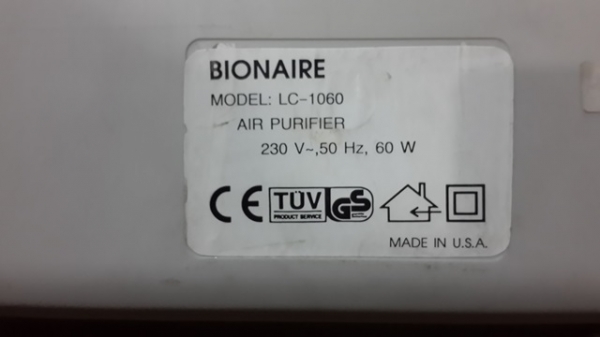 BIONAIRE
MODEL: LC-1060
AIR PURIFIER
230 V~,50 Hz, 60 W
CE TÜV PRODUCT SERVICE GS
MADE IN U.S.A.